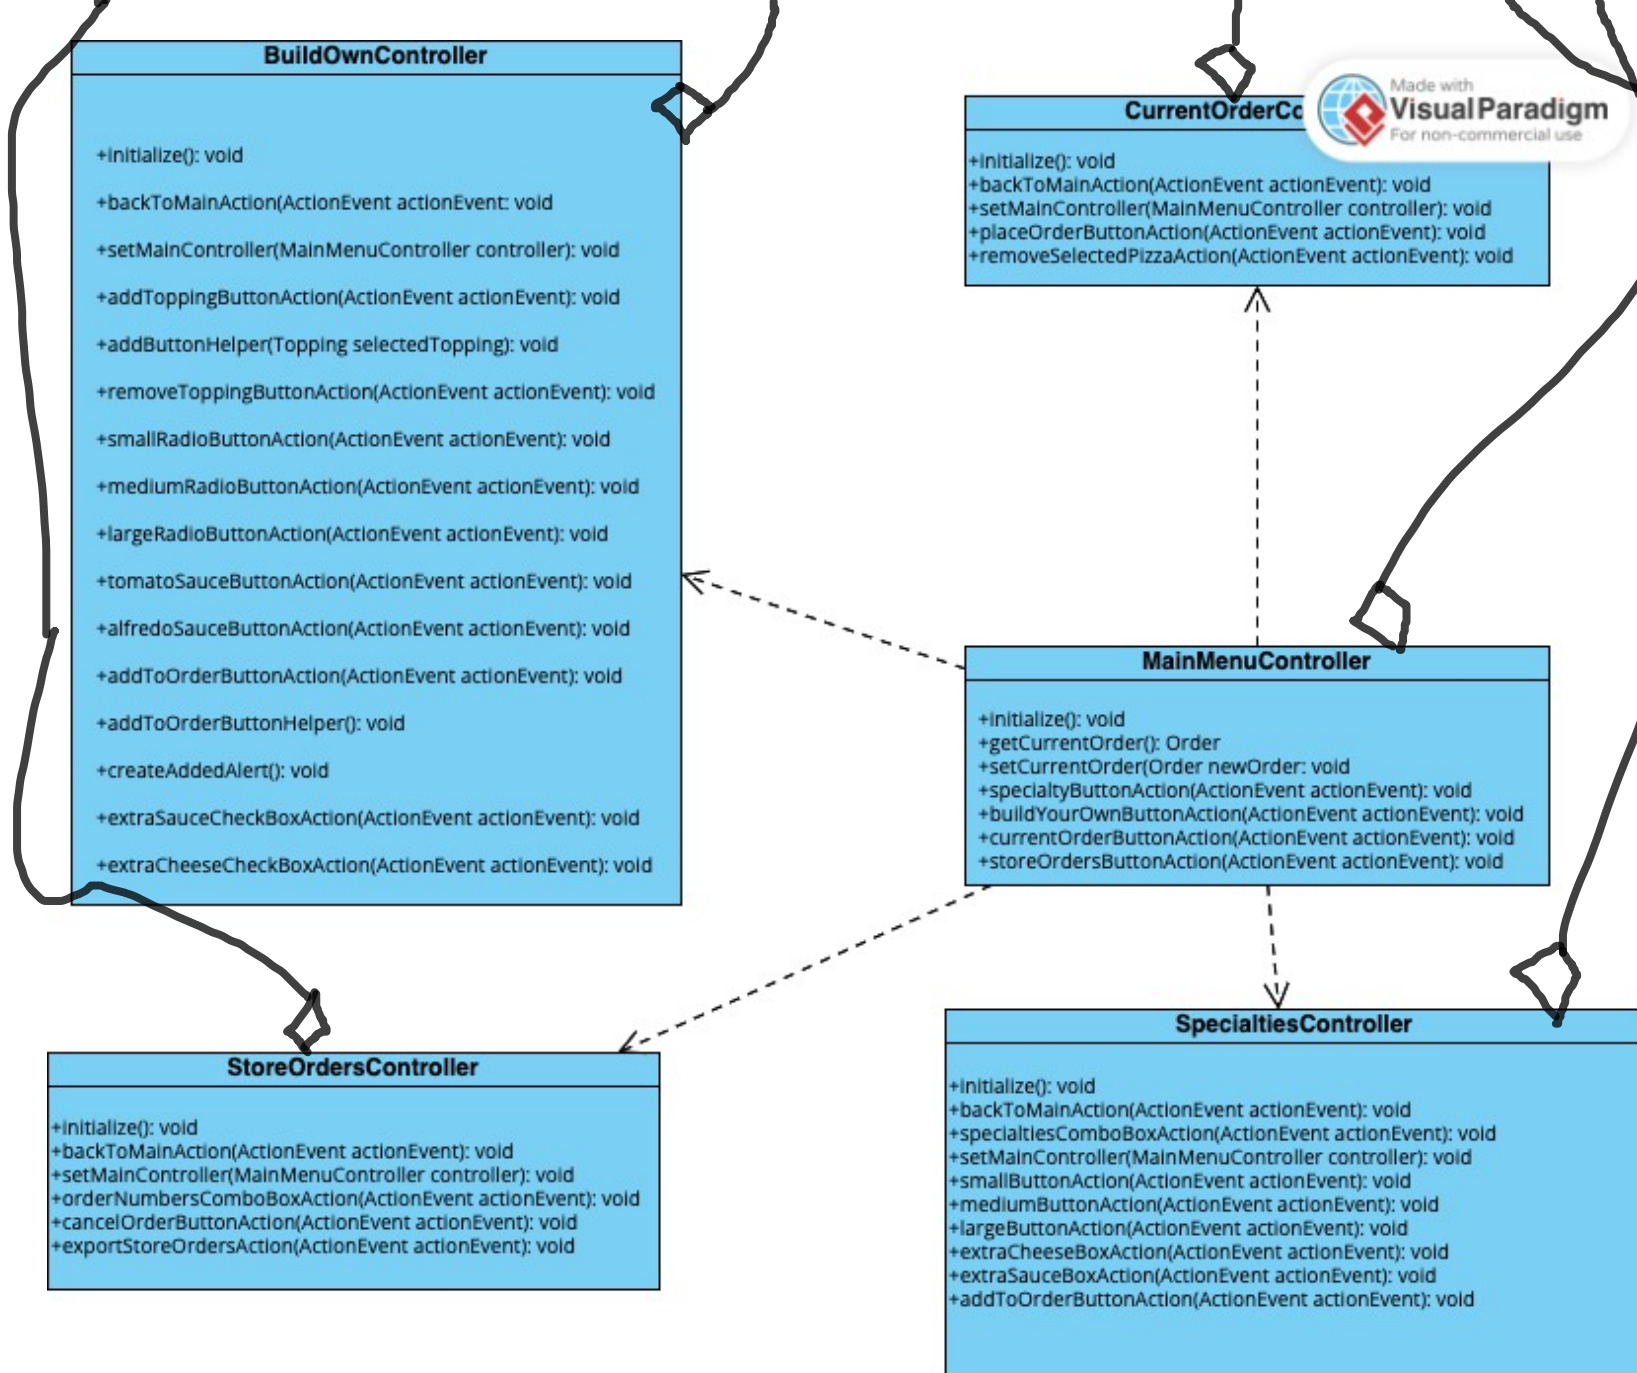 BuildOwnController
+initialize(): void
+backToMainAction(ActionEvent actionEvent: void
+setMainController(MainMenuController controller): void
+addToppingButtonAction(ActionEvent actionEvent): void
+addButtonHelper(Topping selectedTopping): void
+removeToppingButtonAction(ActionEvent actionEvent): void
+smallRadioButtonAction(ActionEvent actionEvent): void
+mediumRadioButtonAction(ActionEvent actionEvent): void
+largeRadioButtonAction(ActionEvent actionEvent): void
+tomatoSauceButtonAction(ActionEvent actionEvent): void
+alfredoSauceButtonAction(ActionEvent actionEvent): void
+addToOrderButtonAction(ActionEvent actionEvent): void
+addToOrderButtonHelper(): void
+createAddedAlert(): void
+extraSauceCheckBoxAction(ActionEvent actionEvent): void
+extraCheeseCheckBoxAction(ActionEvent actionEvent): void
CurrentOrderCo
Made with
Visual Paradigm
For non-commercial use
+initialize(): void
+backToMainAction(ActionEvent actionEvent): void
+setMainController(MainMenuController controller): void
+placeOrderButtonAction(ActionEvent actionEvent): void
+removeSelectedPizzaAction(ActionEvent actionEvent): void
MainMenuController
+initialize(): void
+getCurrentOrder(): Order
+setCurrentOrder(Order newOrder: void
+specialtyButtonAction(ActionEvent actionEvent): void
+buildYourOwnButtonAction(ActionEvent actionEvent): void
+currentOrderButtonAction(ActionEvent actionEvent): void
+storeOrdersButtonAction(ActionEvent actionEvent): void
StoreOrdersController
+initialize(): void
+backToMainAction(ActionEvent actionEvent): void
+setMainController(MainMenuController controller): void
+orderNumbersComboBoxAction(ActionEvent actionEvent): void
+cancelOrderButtonAction(ActionEvent actionEvent): void
+exportStoreOrdersAction(ActionEvent actionEvent): void
SpecialtiesController
+initialize(): void
+backToMainAction(ActionEvent actionEvent): void
+specialtiesComboBoxAction(ActionEvent actionEvent): void
+setMainController(MainMenuController controller): void
+smallButtonAction(ActionEvent actionEvent): void
+mediumButtonAction(ActionEvent actionEvent): void
+largeButtonAction(ActionEvent actionEvent): void
+extraCheeseBoxAction(ActionEvent actionEvent): void
+extraSauceBoxAction(ActionEvent actionEvent): void
+addToOrderButtonAction(ActionEvent actionEvent): void